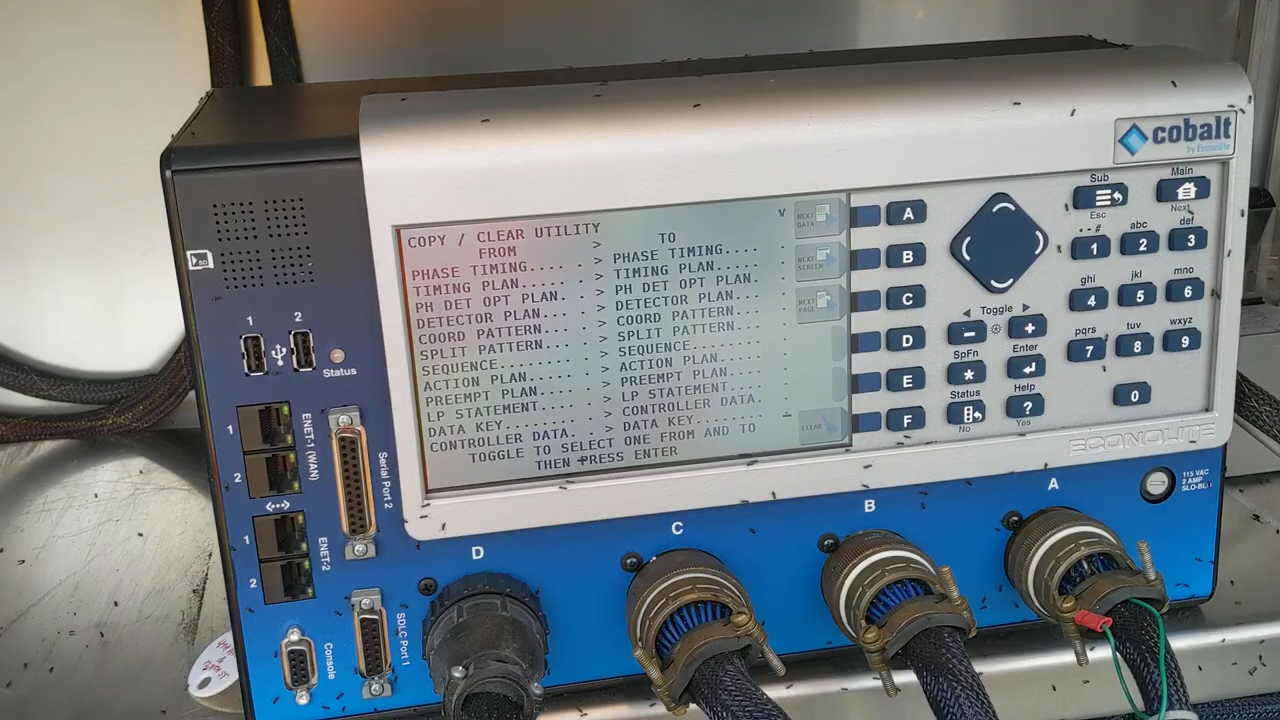 cobalt
by Econolite
COPY / CLEAR UTILITY V
FROM > TO
PHASE TIMING..... . > PHASE TIMING.... .
TIMING PLAN...... . > TIMING PLAN..... .
PH DET OPT PLAN. . > PH DET OPT PLAN. .
DETECTOR PLAN... . > DETECTOR PLAN... .
COORD PATTERN... . > COORD PATTERN... .
SPLIT PATTERN... . > SPLIT PATTERN... .
SEQUENCE........ . > SEQUENCE........ .
ACTION PLAN..... . > ACTION PLAN..... .
PREEMPT PLAN.... . > PREEMPT PLAN.... .
LP STATEMENT.... . > LP STATEMENT.... .
DATA KEY........ . > CONTROLLER DATA. .
CONTROLLER DATA. . > DATA KEY........ .
TOGGLE TO SELECT ONE FROM AND TO
THEN PRESS ENTER
NEXT DATA
NEXT SCREEN
NEXT PAGE
CLEAR
A
B
C
D
E
F
Sub
Esc
Main
Next
Toggle
- +
SpFn
*
Enter
Status
No
Help
?
Yes
--#
1
abc
2
def
3
ghi
4
jkl
5
mno
6
pqrs
7
tuv
8
wxyz
9
0
ECONOLITE
SD
1 2
Status
1
2
ENET-1 (WAN)
1
2
ENET-2
Serial Port 2
SDLC Port 1
Console
D
C
B
A
115 VAC
2 AMP
SLO-BLO